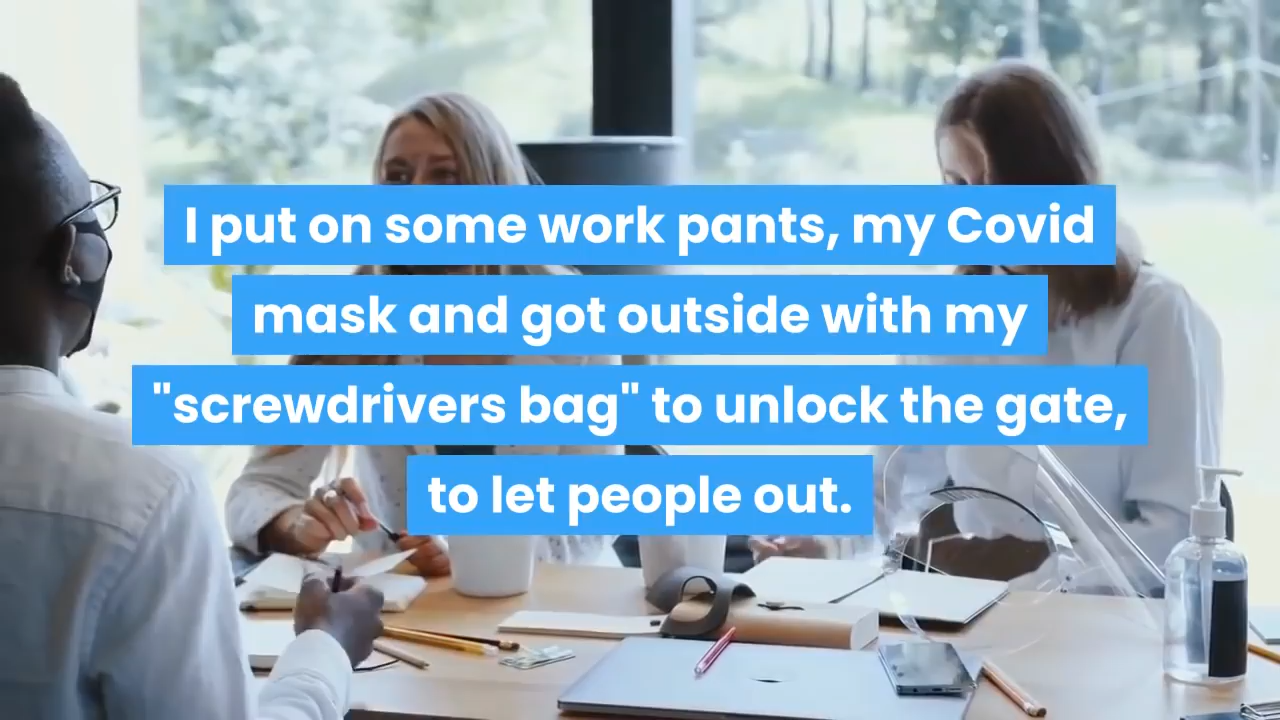 I put on some work pants, my Covid
mask and got outside with my
"screwdrivers bag" to unlock the gate,
to let people out.